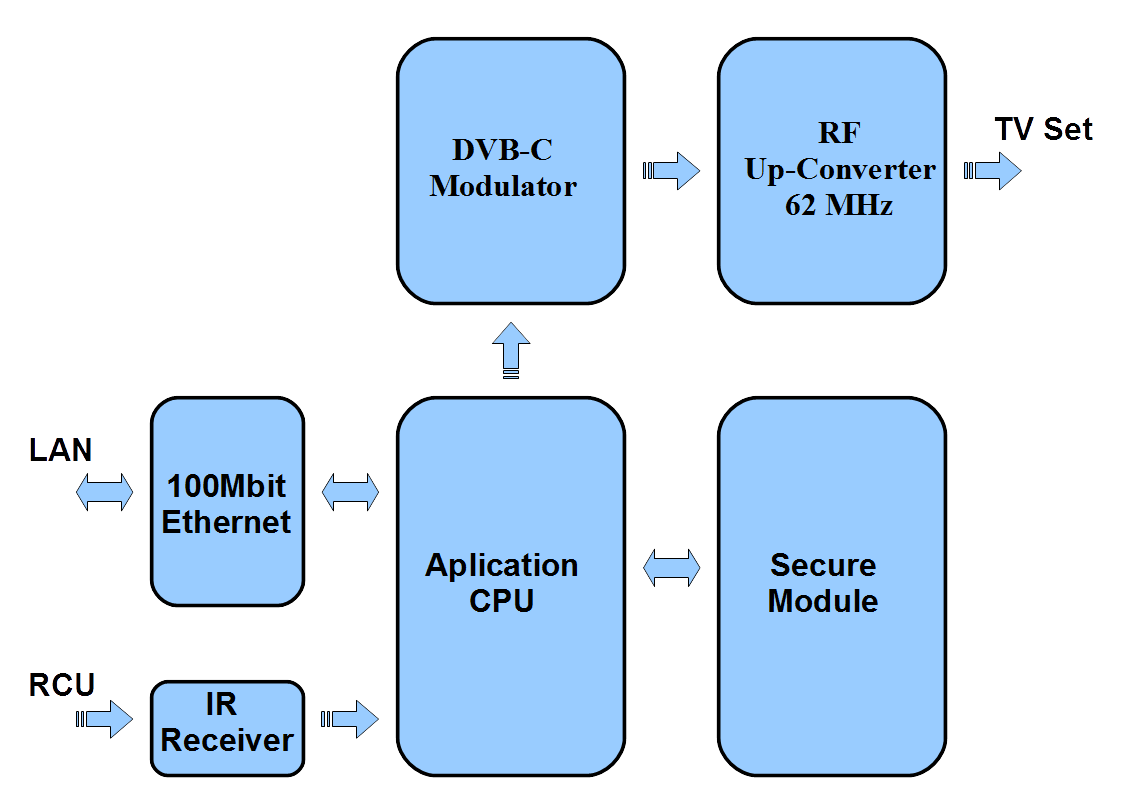 DVB-C
Modulator
RF
Up-Converter
62 MHz
TV Set
LAN
100Mbit
Ethernet
Aplication
CPU
Secure
Module
RCU
IR
Receiver